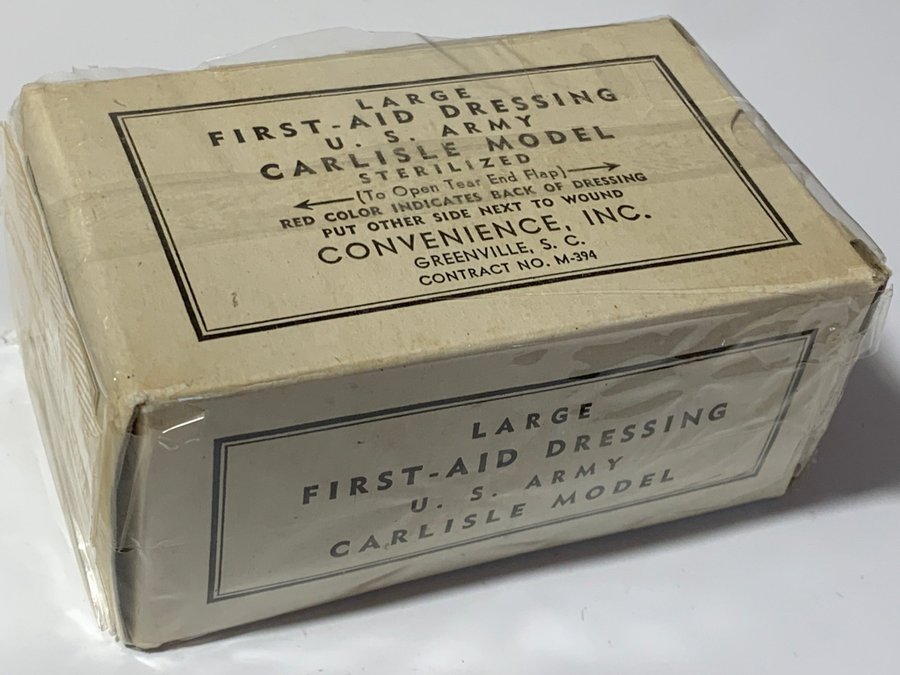 LARGE
FIRST-AID DRESSING
U. S. ARMY
CARLISLE MODEL
STERILIZED
(To Open Tear End Flap)
RED COLOR INDICATES BACK OF DRESSING
PUT OTHER SIDE NEXT TO WOUND
CONVENIENCE, INC.
GREENVILLE, S. C.
CONTRACT NO. M-394
LARGE
FIRST-AID DRESSING
U. S. ARMY
CARLISLE MODEL